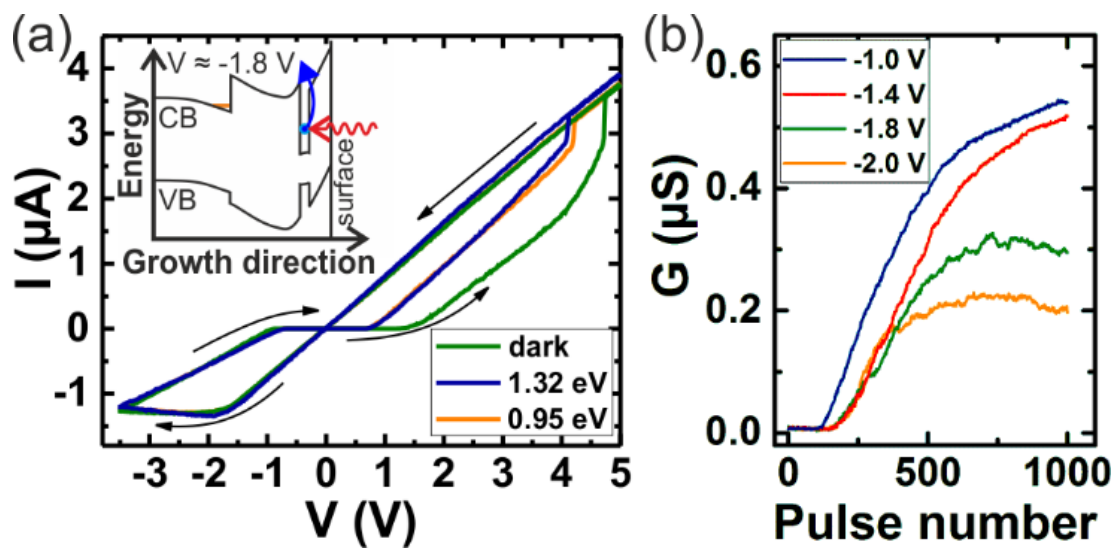 (a)
4
3
2
1
0
-1
I (µA)
-3 -2 -1 0 1 2 3 4 5
V (V)
V ≈ -1.8 V
CB
VB
Energy
surface
Growth direction
dark
1.32 eV
0.95 eV
(b)
0.6
0.4
0.2
0.0
G (µS)
-1.0 V
-1.4 V
-1.8 V
-2.0 V
0 500 1000
Pulse number